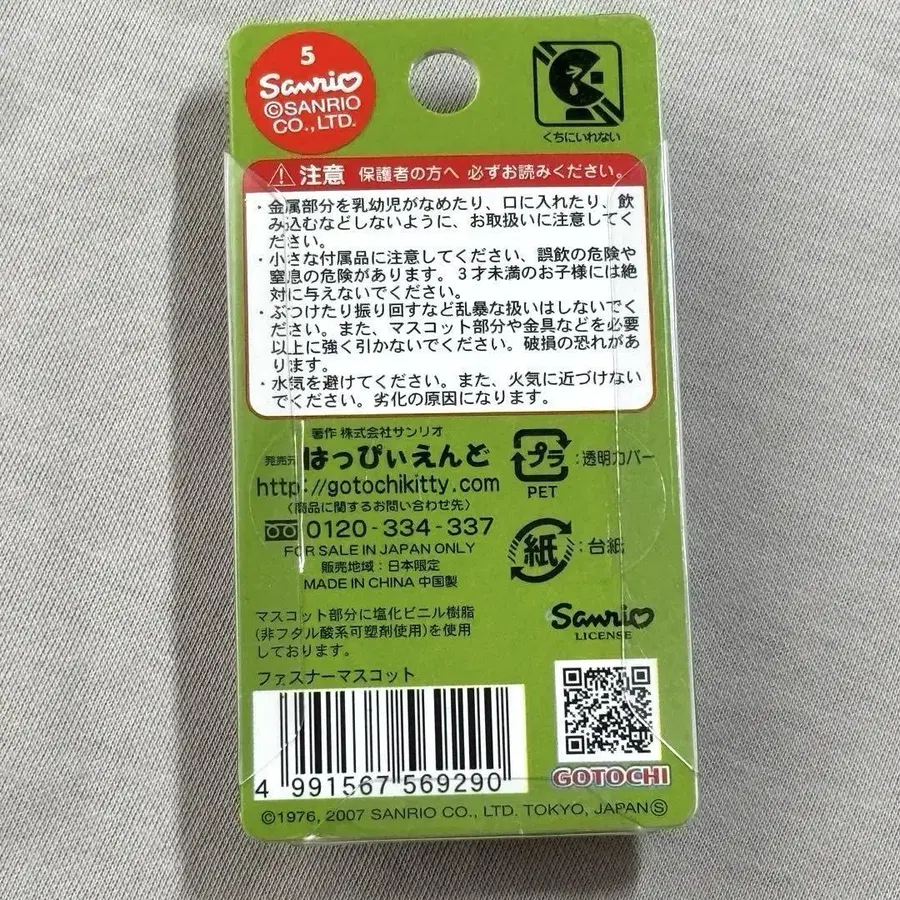 5
Sanrio
©SANRIO
CO.,LTD.
くちにいれない
注意 保護者の方へ 必ずお読みください。
・金属部分を乳幼児がなめたり、口に入れたり、飲
み込むなどしないように、お取扱いに注意してく
ださい。
・小さな付属品に注意してください、誤飲の危険や
窒息の危険があります。3才未満のお子様には絶
対に与えないでください。
・ぶつけたり振り回すなど乱暴な扱いはしないでく
ださい。また、マスコット部分や金具などを必要
以上に強く引かないでください。破損の恐れがあ
ります。
・水気を避けてください。また、火気に近づけない
でください。劣化の原因になります。
著作 株式会社サンリオ
発売元 はっぴぃえんど
http://gotochikitty.com
〈商品に関するお問い合わせ先〉
0120-334-337
FOR SALE IN JAPAN ONLY
販売地域:日本限定
MADE IN CHINA 中国製
プラ :透明カバー
PET
紙 :台紙
マスコット部分に塩化ビニル樹脂
(非フタル酸系可塑剤使用)を使用
しております。
ファスナーマスコット
Sanrio
LICENSE
4 991567 569290
GOTOCHI
©1976, 2007 SANRIO CO., LTD. TOKYO, JAPAN Ⓢ